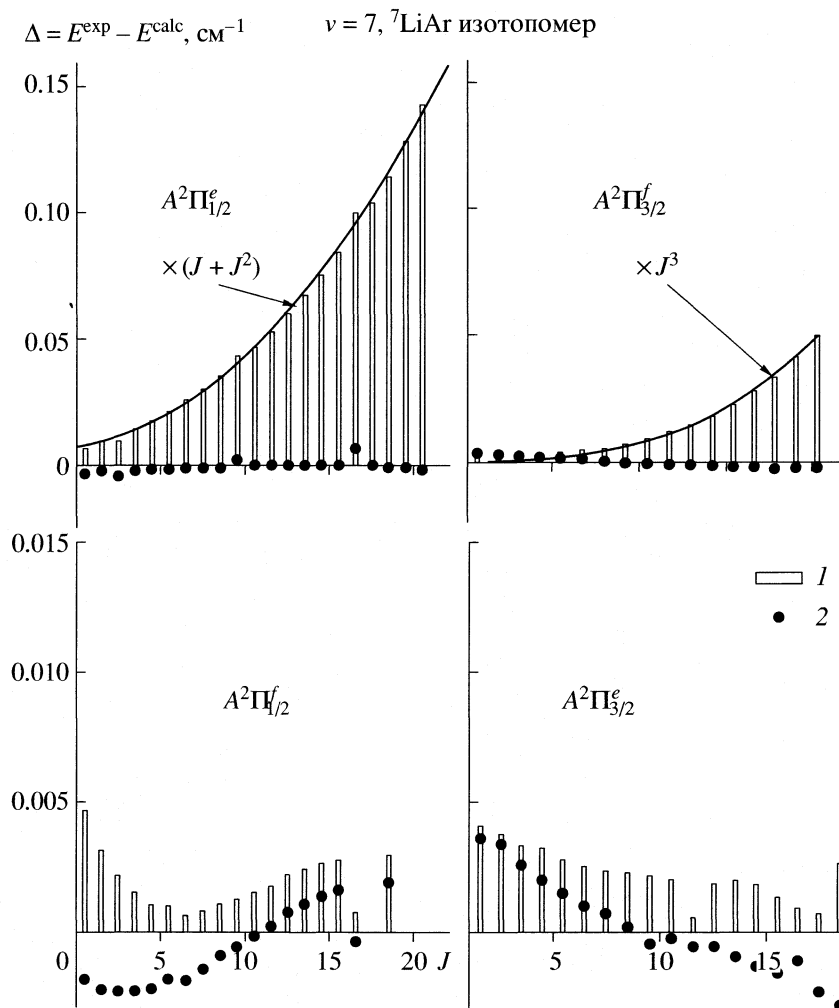 Δ = E^exp – E^calc, см^–1
v = 7, ^7LiAr изотопомер
0.15
0.10
0.05
0
A^2Π^e_1/2
× (J + J^2)
A^2Π^f_3/2
× J^3
0.015
0.010
0.005
0
A^2Π^f_1/2
A^2Π^e_3/2
1
2
5
10
15
20
J
5
10
15